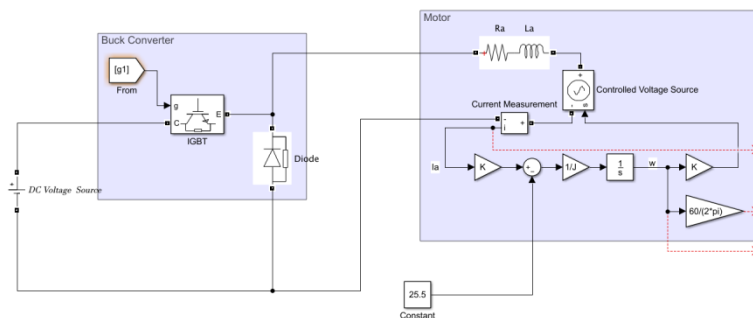 Buck Converter
Motor
[g1]
From
g
C
E
IGBT
Diode
DC Voltage Source
Ra
La
+
Controlled Voltage Source
-
s
Current Measurement
-
i
+
Ia
K
+
-
1/J
1
s
w
K
60/(2*pi)
25.5
Constant